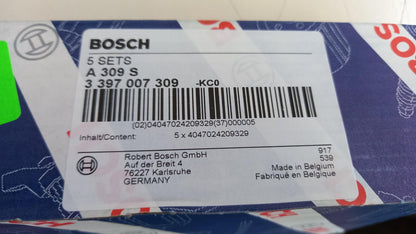 BOSCH
5 SETS
A 309 S
3 397 007 309 -KC0
(02)04047024209329(37)000005
Inhalt/Content: 5 x 4047024209329
Robert Bosch GmbH 917
Auf der Breit 4 539
76227 Karlsruhe Made in Belgium
GERMANY Fabriqué en Belgique